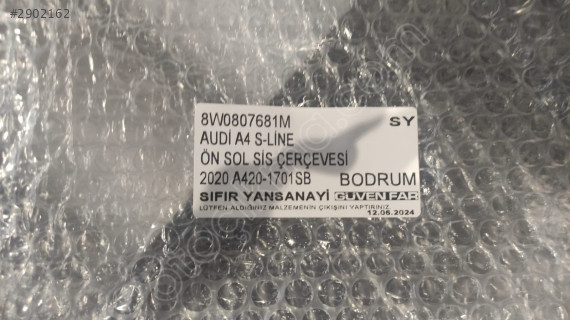 #2902162
8W0807681M
SY
AUDİ A4 S-LİNE
ÖN SOL SİS ÇERÇEVESİ
2020 A420-1701SB BODRUM
SIFIR YANSANAYİ GÜVEN FAR
LÜTFEN ALDIĞINIZ MALZEMENİN ÇIKIŞINI YAPTIRINIZ
12.06.2024